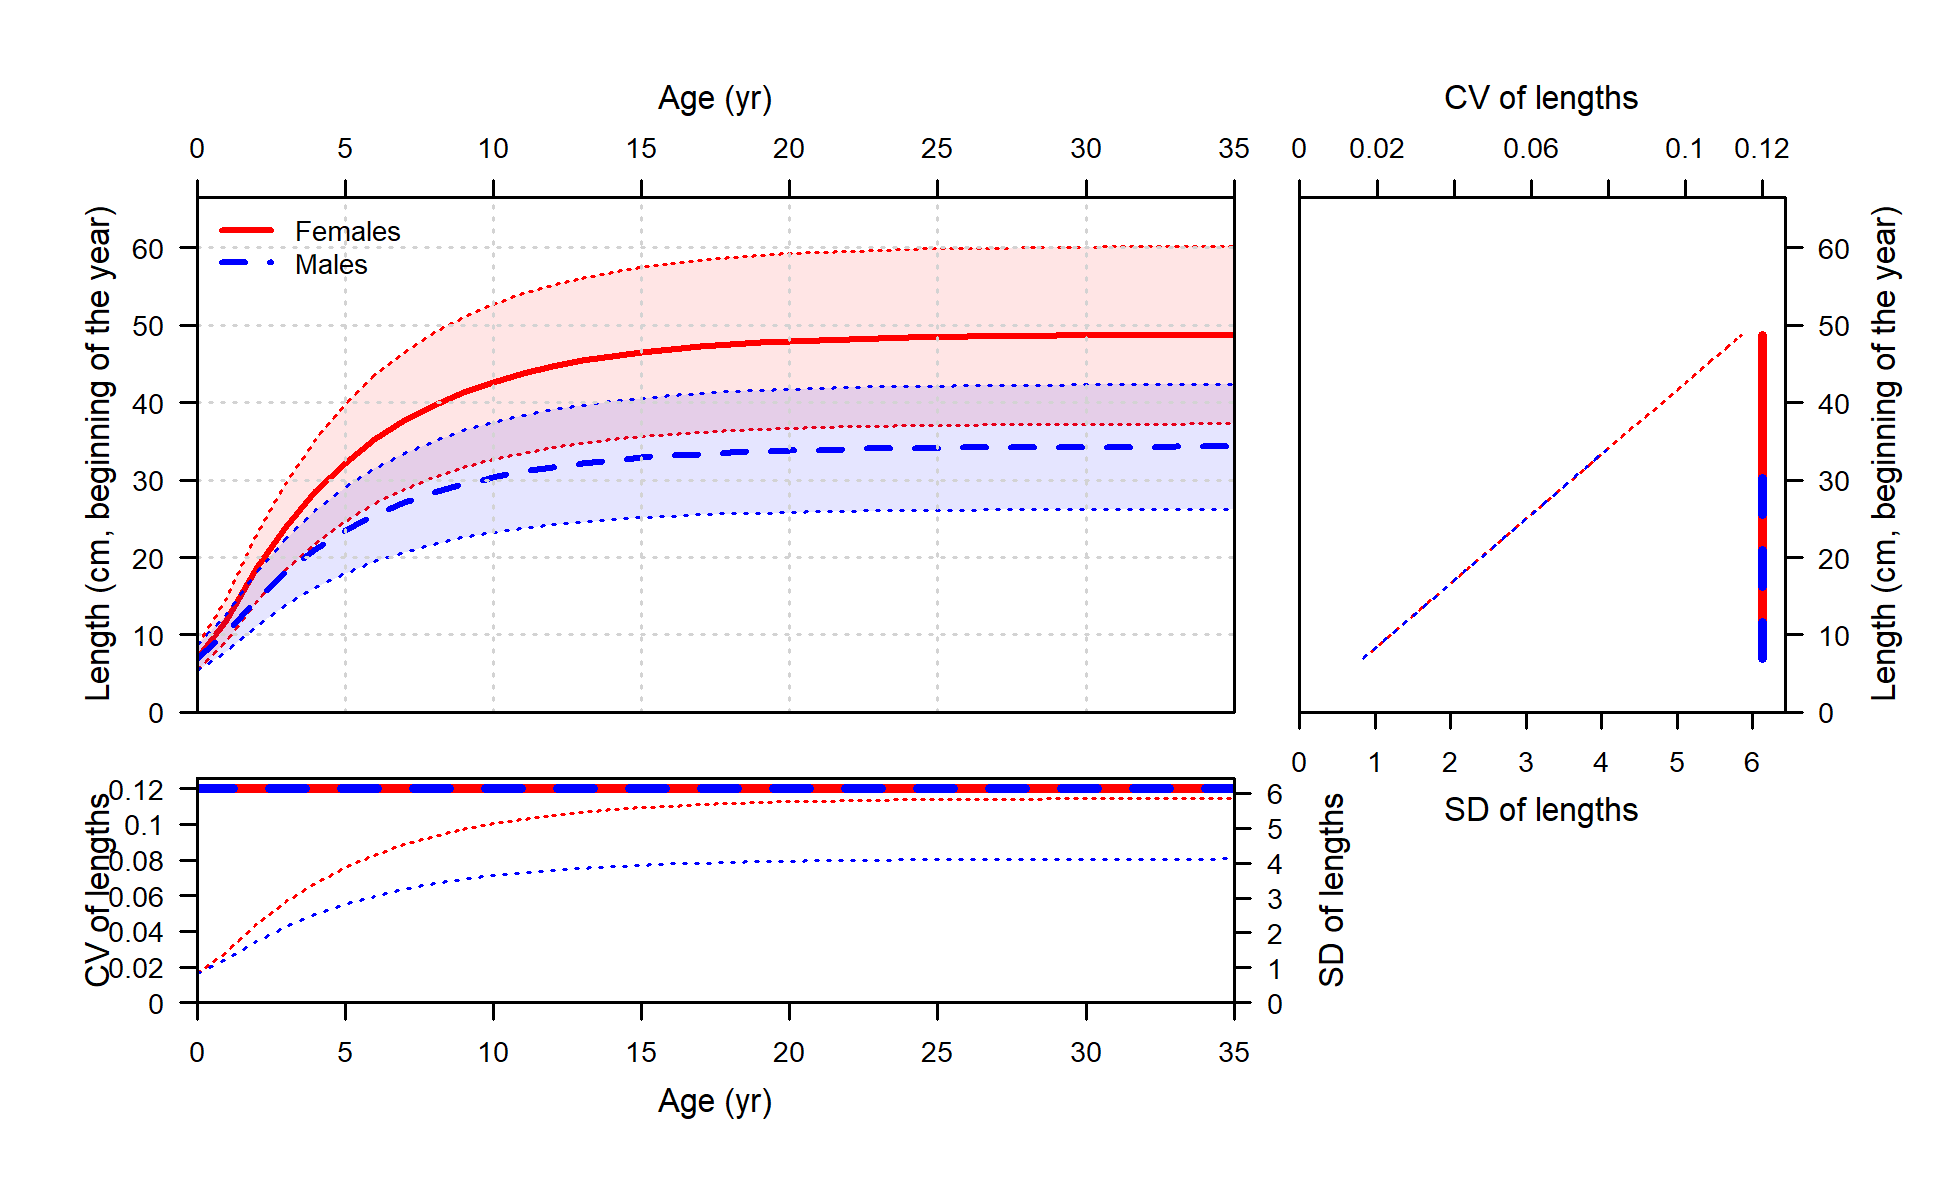 Age (yr)
CV of lengths
0 5 10 15 20 25 30 35
0 0.02 0.06 0.1 0.12
Females
Males
Length (cm, beginning of the year)
60
50
40
30
20
10
0
60
50
40
30
20
10
0
Length (cm, beginning of the year)
0 1 2 3 4 5 6
SD of lengths
CV of lengths
0.12
0.1
0.08
0.06
0.04
0.02
0
6
5
4
3
2
1
0
SD of lengths
0 5 10 15 20 25 30 35
Age (yr)